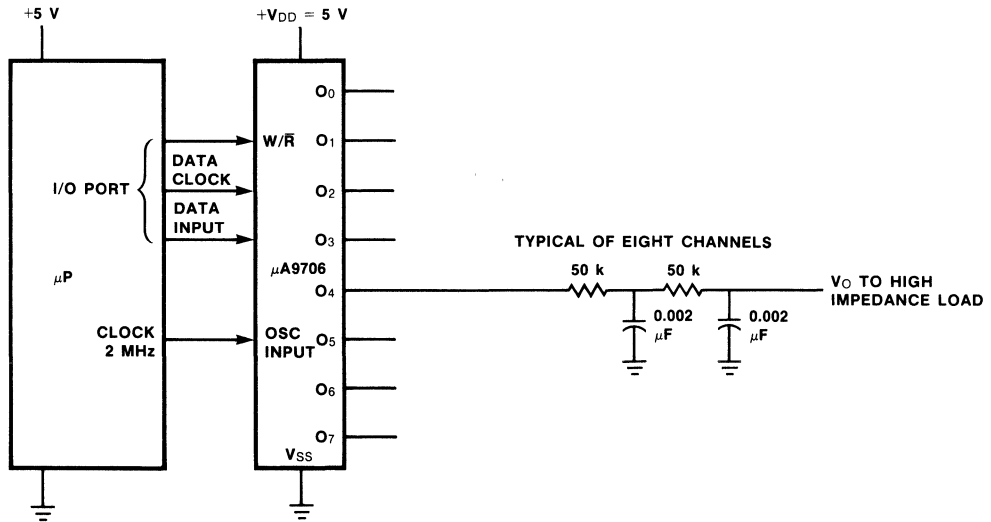 +5 V
+VDD = 5 V
O0
W/R̅
O1
DATA
CLOCK
I/O PORT
O2
DATA
INPUT
O3
TYPICAL OF EIGHT CHANNELS
µA9706
50 k
50 k
µP
O4
VO TO HIGH
IMPEDANCE LOAD
0.002
µF
0.002
µF
CLOCK
2 MHz
OSC
INPUT
O5
O6
O7
VSS